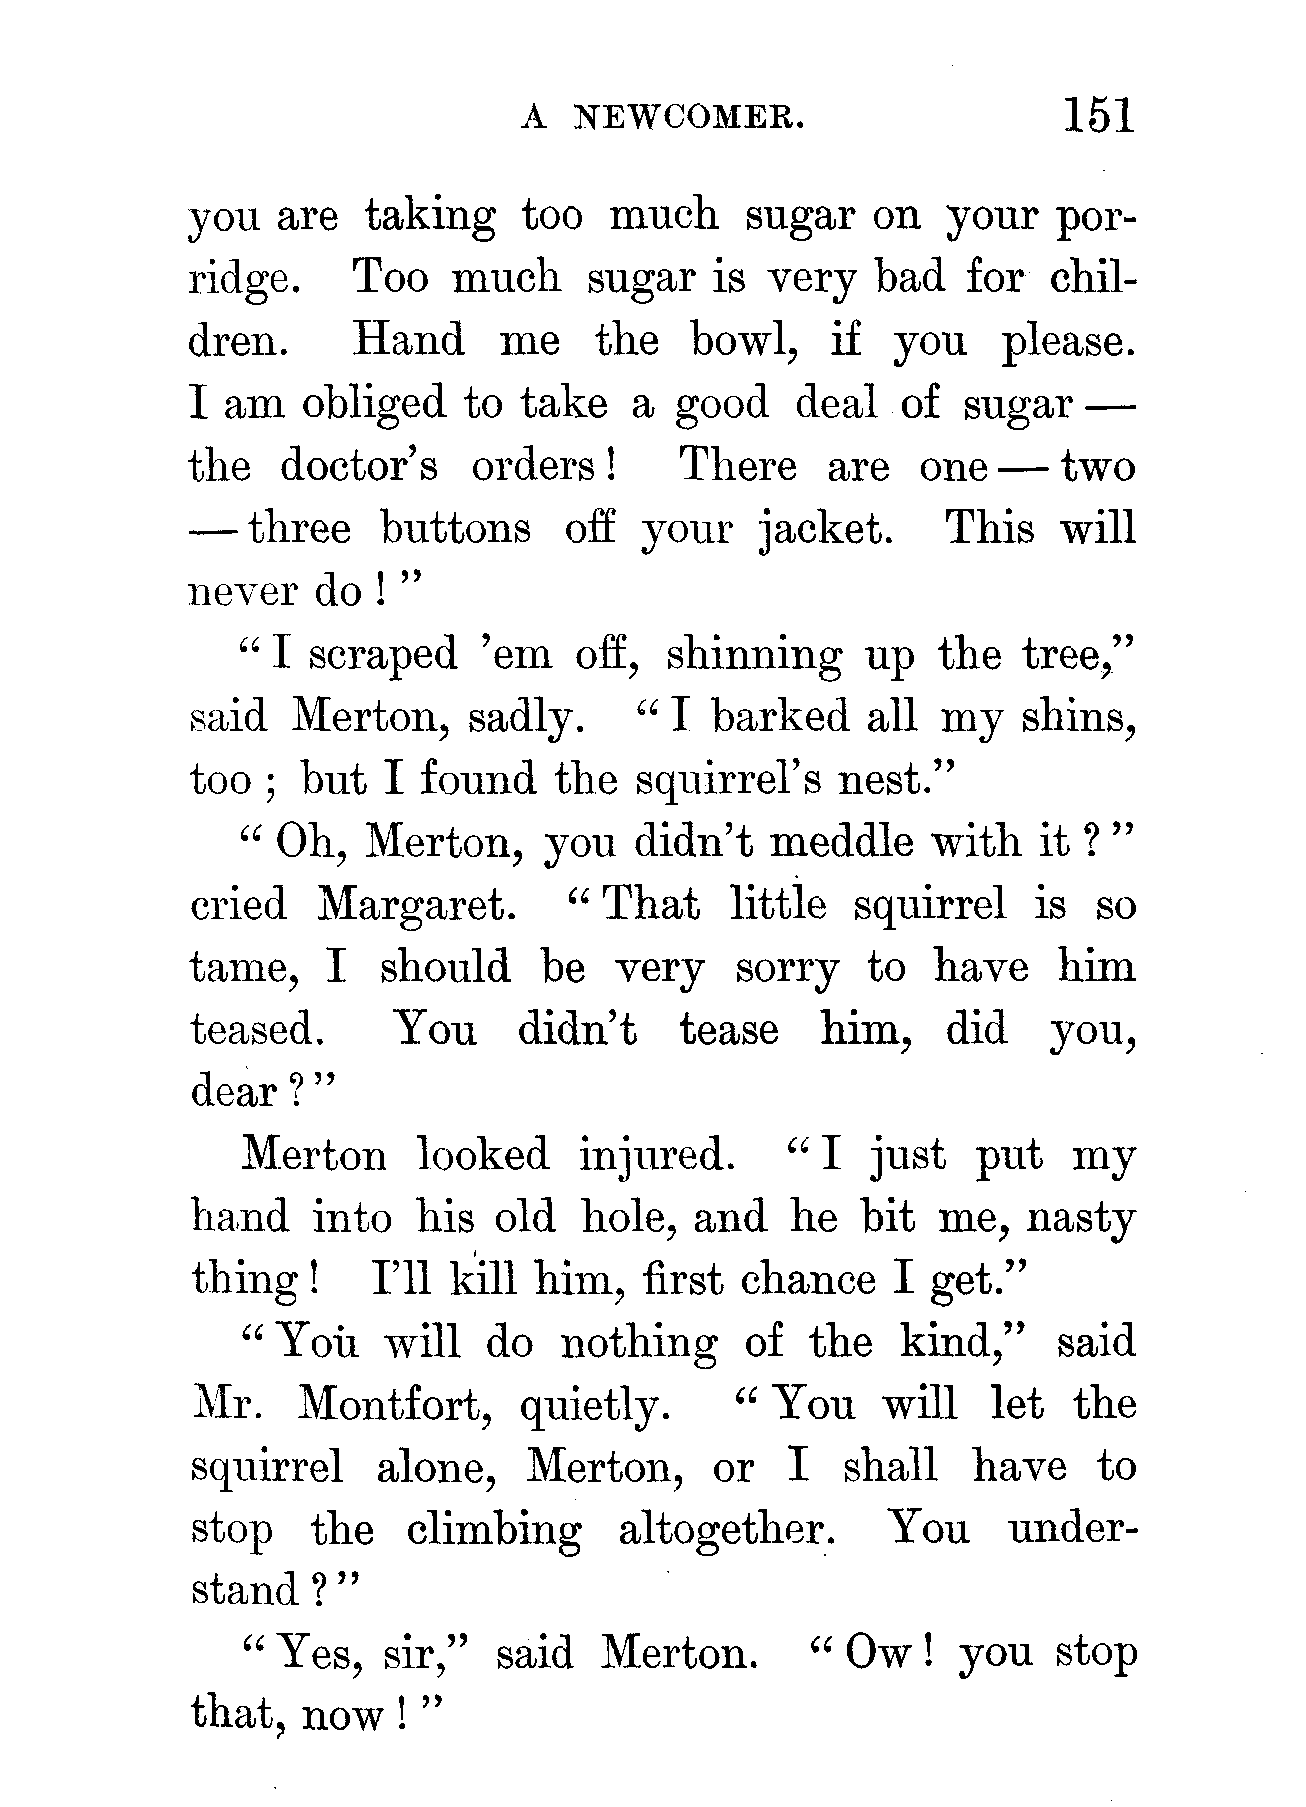 A NEWCOMER. 151
you are taking too much sugar on your por-
ridge. Too much sugar is very bad for chil-
dren. Hand me the bowl, if you please.
I am obliged to take a good deal of sugar —
the doctor's orders! There are one — two
— three buttons off your jacket. This will
never do!"
"I scraped 'em off, shinning up the tree,"
said Merton, sadly. "I barked all my shins,
too; but I found the squirrel's nest."
"Oh, Merton, you didn't meddle with it?"
cried Margaret. "That little squirrel is so
tame, I should be very sorry to have him
teased. You didn't tease him, did you,
dear?"
Merton looked injured. "I just put my
hand into his old hole, and he bit me, nasty
thing! I'll kill him, first chance I get."
"You will do nothing of the kind," said
Mr. Montfort, quietly. "You will let the
squirrel alone, Merton, or I shall have to
stop the climbing altogether. You under-
stand?"
"Yes, sir," said Merton. "Ow! you stop
that, now!"